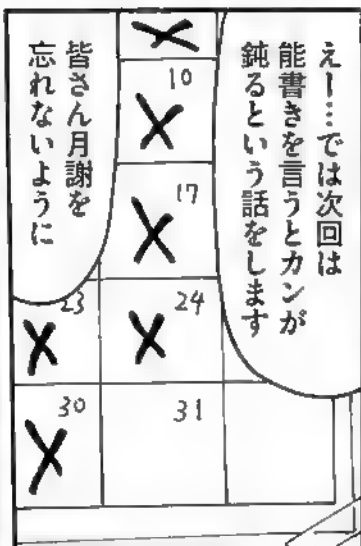 えー…では次回は
能書きを言うとカンが
鈍るという話をします
皆さん月謝を
忘れないように
10
17
23
24
30
31